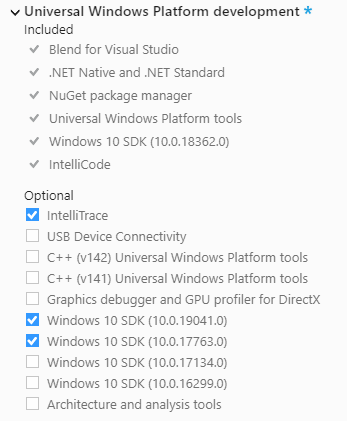 Universal Windows Platform development *
Included
Blend for Visual Studio
.NET Native and .NET Standard
NuGet package manager
Universal Windows Platform tools
Windows 10 SDK (10.0.18362.0)
IntelliCode
Optional
IntelliTrace
USB Device Connectivity
C++ (v142) Universal Windows Platform tools
C++ (v141) Universal Windows Platform tools
Graphics debugger and GPU profiler for DirectX
Windows 10 SDK (10.0.19041.0)
Windows 10 SDK (10.0.17763.0)
Windows 10 SDK (10.0.17134.0)
Windows 10 SDK (10.0.16299.0)
Architecture and analysis tools